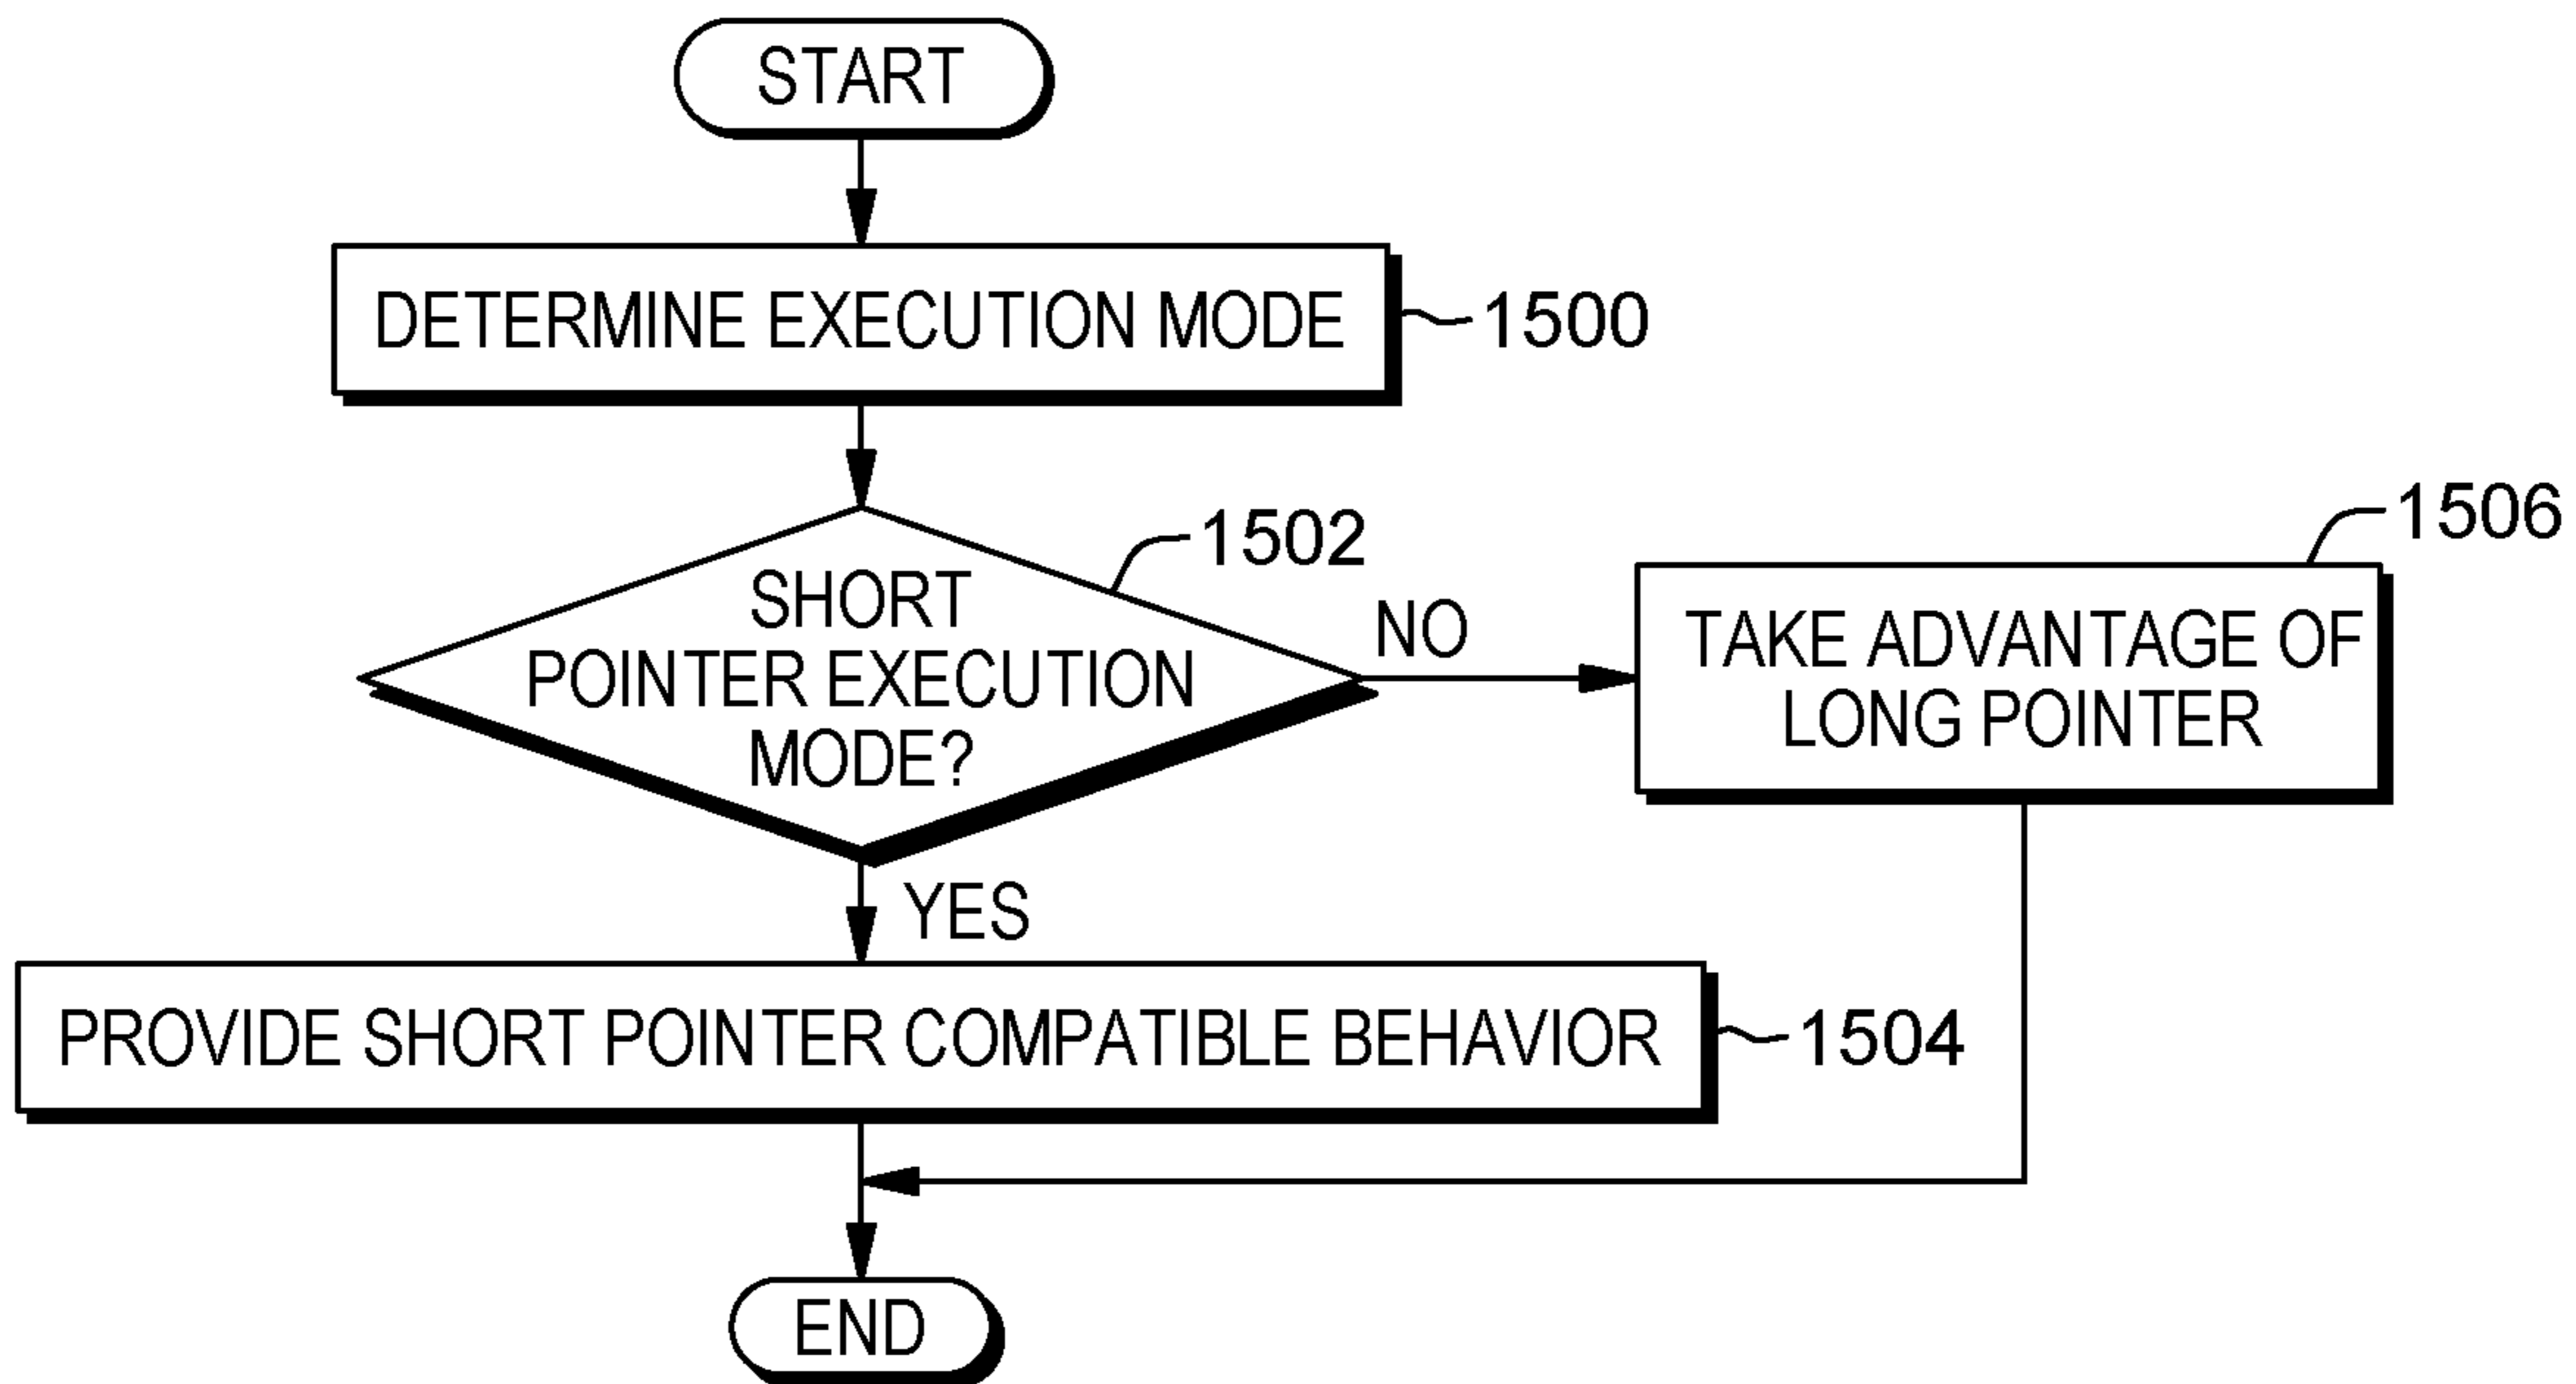 START
DETERMINE EXECUTION MODE
1500
1502
SHORT
POINTER EXECUTION
MODE?
NO
1506
TAKE ADVANTAGE OF
LONG POINTER
YES
PROVIDE SHORT POINTER COMPATIBLE BEHAVIOR
1504
END